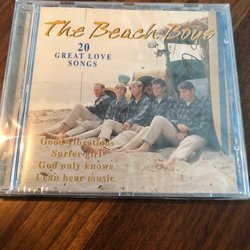 The Beach Boys
20
GREAT LOVE
SONGS
Good vibrations
Surfer girl
God only knows
I can hear music